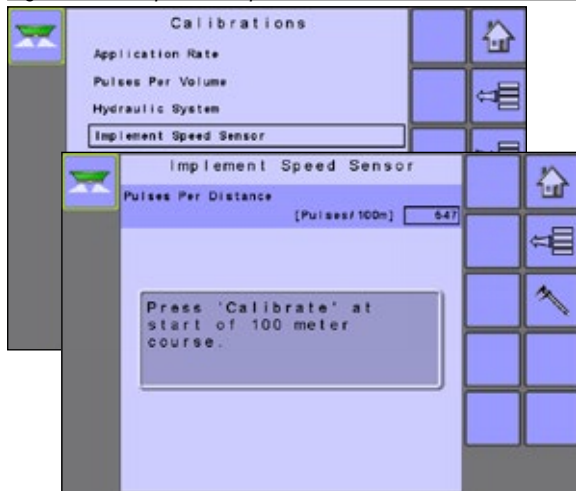 Calibrations
Application Rate
Pulses Per Volume
Hydraulic System
Implement Speed Sensor
Implement Speed Sensor
Pulses Per Distance
[Pulses/100m] 647
Press 'Calibrate' at
start of 100 meter
course.